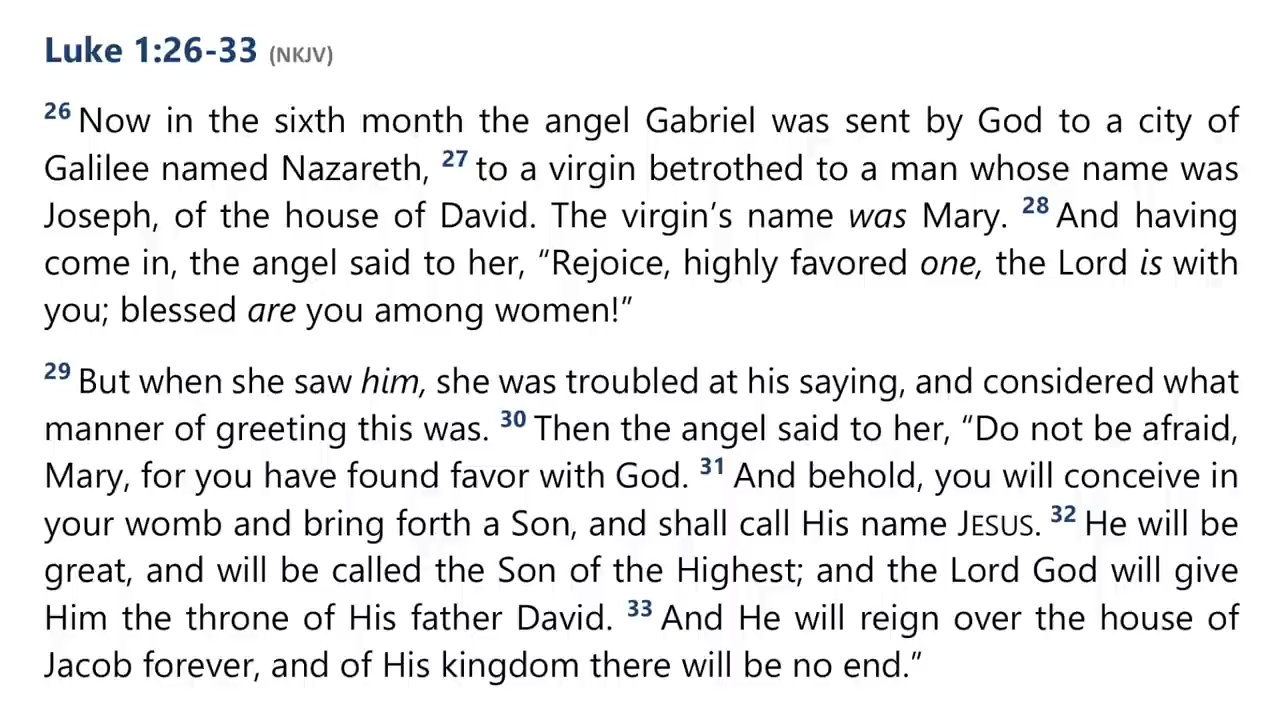 Luke 1:26-33 (NKJV)
26 Now in the sixth month the angel Gabriel was sent by God to a city of
Galilee named Nazareth, 27 to a virgin betrothed to a man whose name was
Joseph, of the house of David. The virgin’s name was Mary. 28 And having
come in, the angel said to her, “Rejoice, highly favored one, the Lord is with
you; blessed are you among women!”
29 But when she saw him, she was troubled at his saying, and considered what
manner of greeting this was. 30 Then the angel said to her, “Do not be afraid,
Mary, for you have found favor with God. 31 And behold, you will conceive in
your womb and bring forth a Son, and shall call His name JESUS. 32 He will be
great, and will be called the Son of the Highest; and the Lord God will give
Him the throne of His father David. 33 And He will reign over the house of
Jacob forever, and of His kingdom there will be no end.”